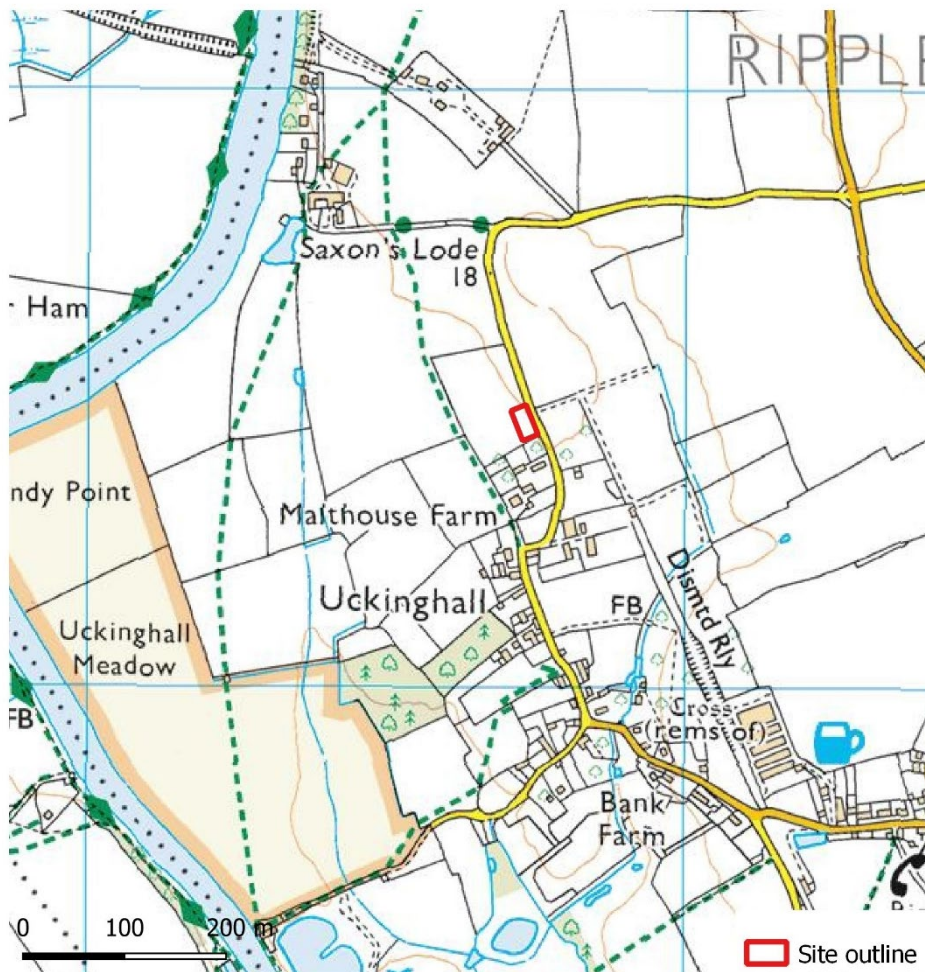 RIPPLE
Saxon's Lode
18
Ham
ndy Point
Malthouse Farm
Uckinghall
Uckinghall
Meadow
FB
Dismtd Rly
FB
Cross
(rems of)
Bank
Farm
0 100 200 m
Site outline